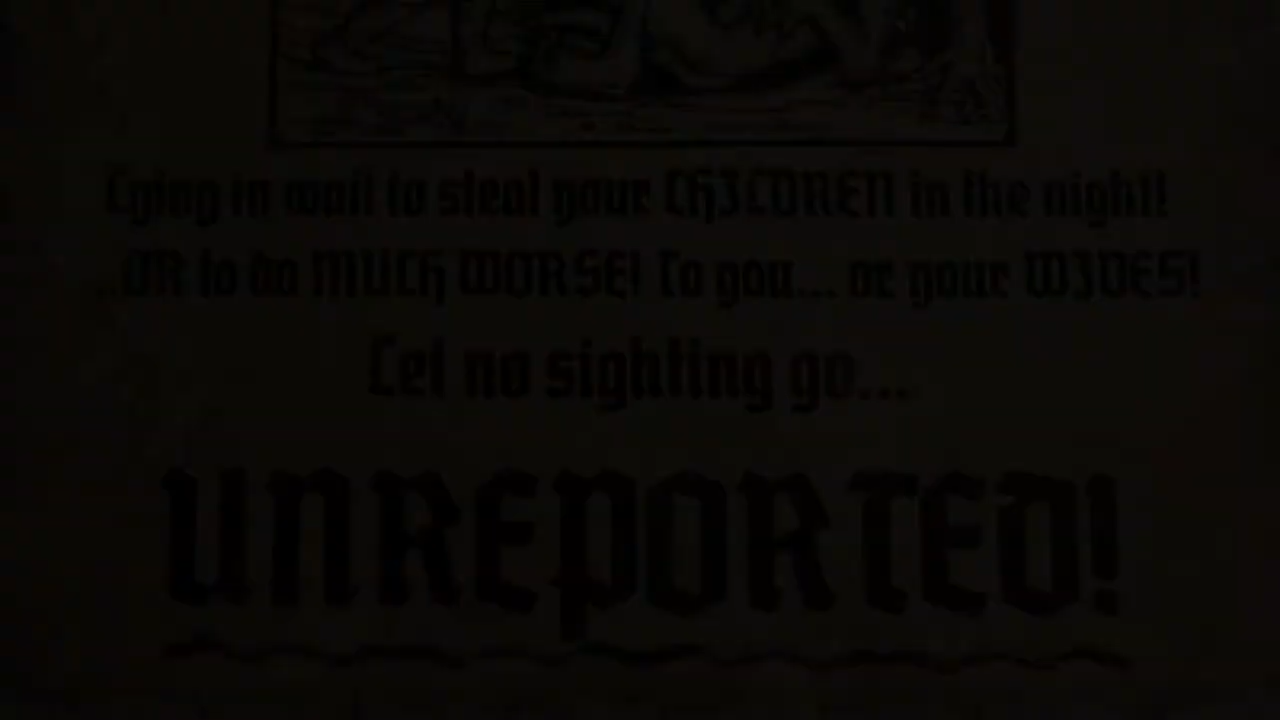 Lying in wait to steal your CHILDREN in the night!
...OR to do MUCH WORSE! To you... or your WIVES!
Let no sighting go...
UNREPORTED!